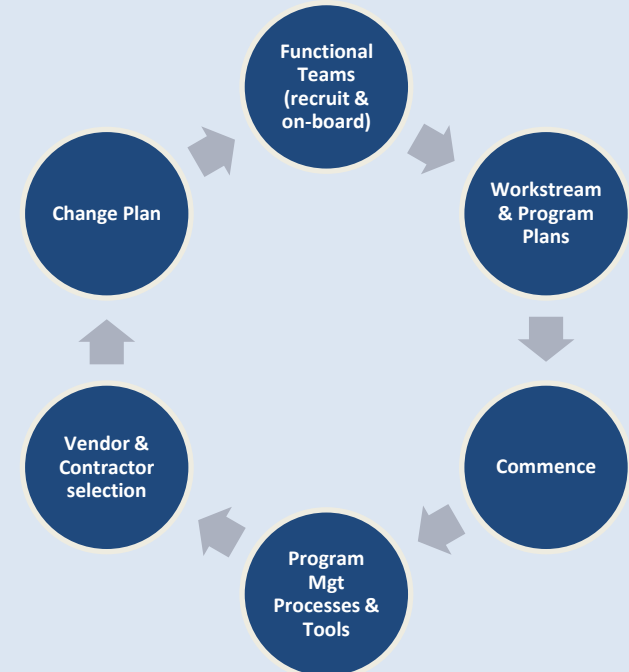 Functional
Teams
(recruit &
on-board)
Workstream
& Program
Plans
Commence
Program
Mgt
Processes &
Tools
Vendor &
Contractor
selection
Change Plan